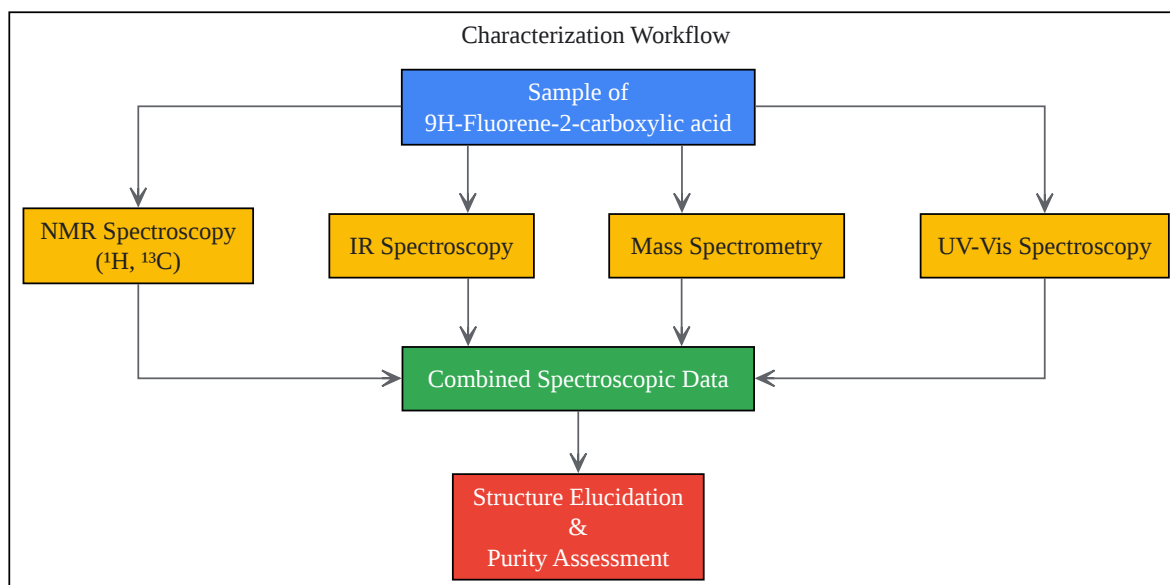 Characterization Workflow
Sample of
9H-Fluorene-2-carboxylic acid
NMR Spectroscopy
(¹H, ¹³C)
IR Spectroscopy
Mass Spectrometry
UV-Vis Spectroscopy
Combined Spectroscopic Data
Structure Elucidation
&
Purity Assessment